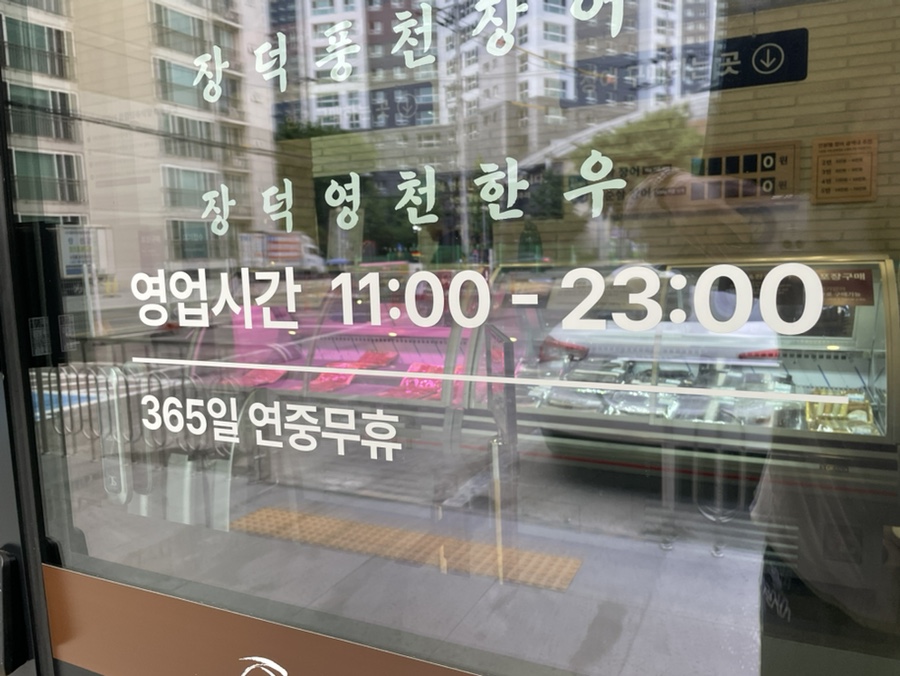 장덕풍천장어
장덕영천한우
영업시간 11:00 - 23:00
365일 연중무휴